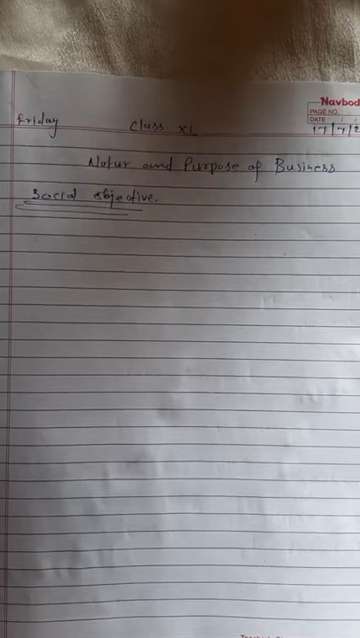 Navbod
PAGE NO.
DATE / /
Friday Class XI 17/7/2
Natur and Purpose of Business
Social objective.